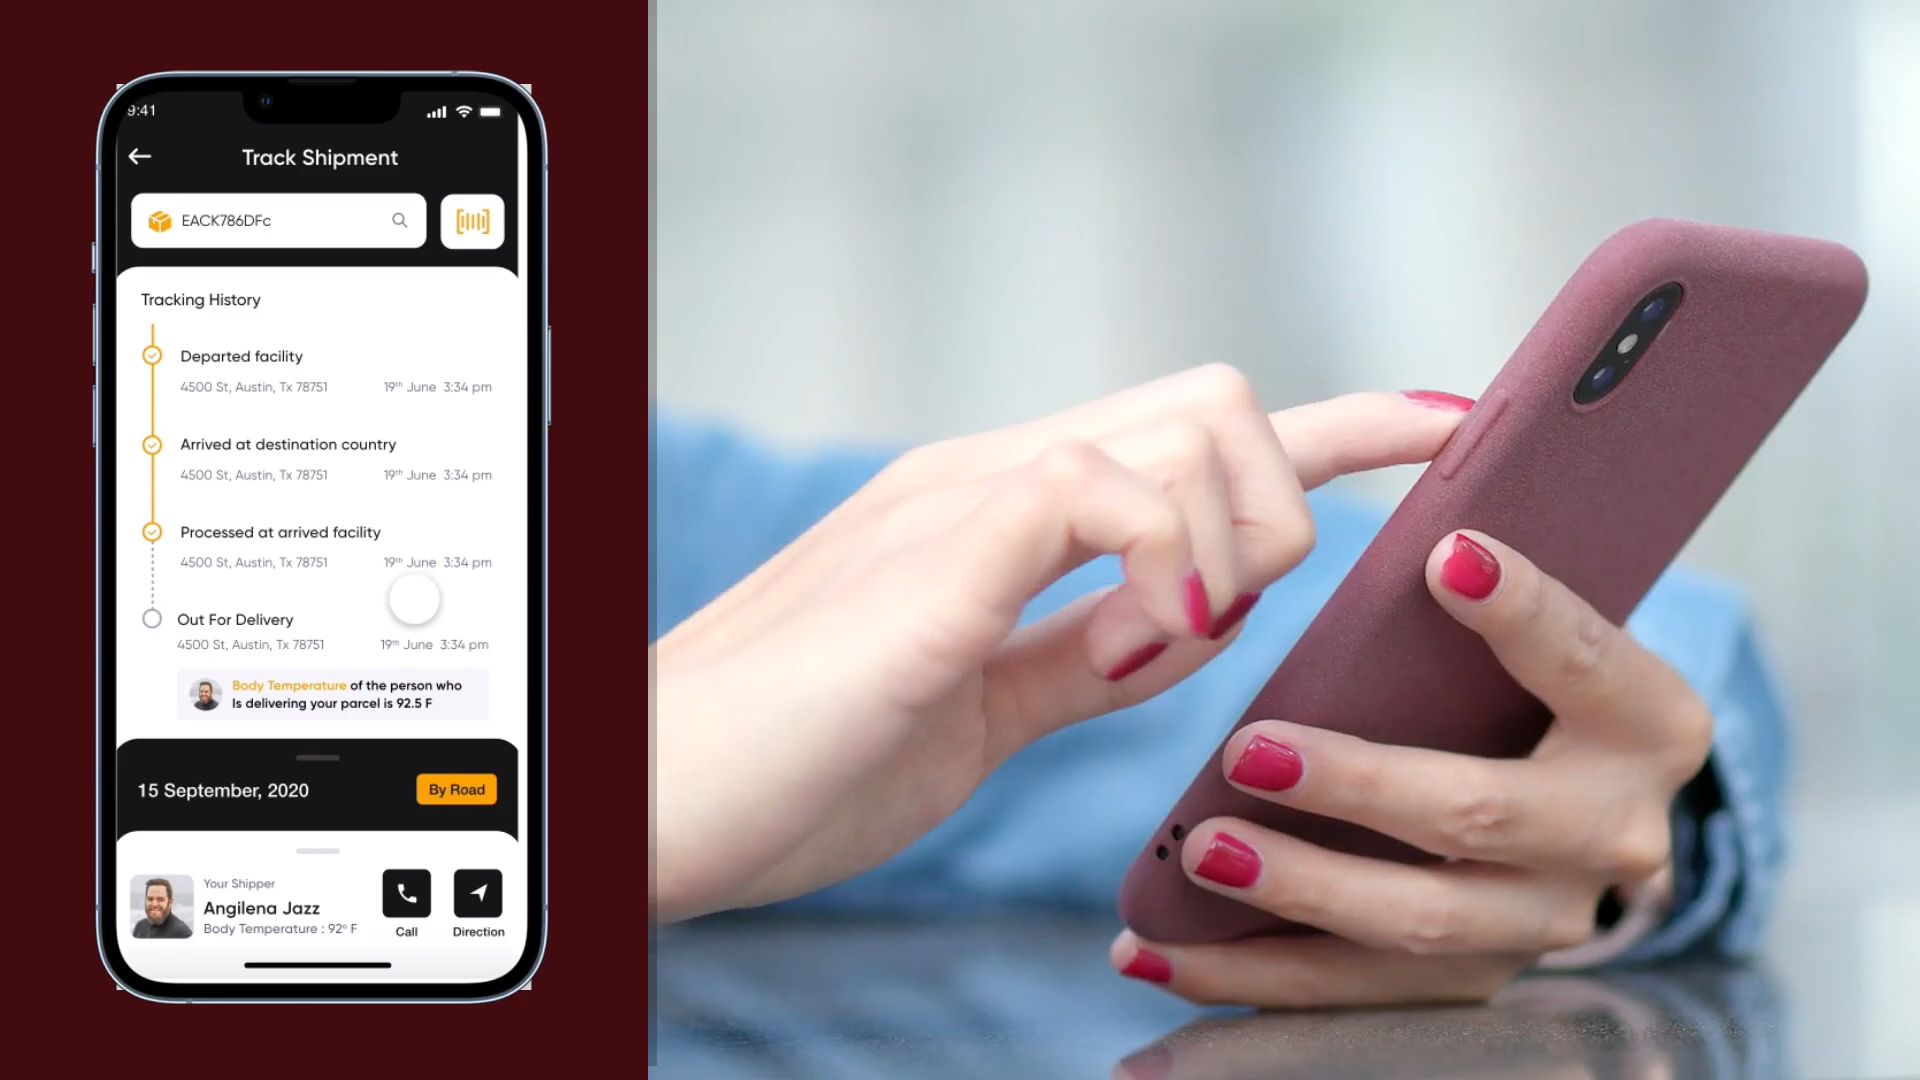 9:41
Track Shipment
EACK786DFc
Tracking History
Departed facility
4500 St, Austin, Tx 78751 19th June 3:34 pm
Arrived at destination country
4500 St, Austin, Tx 78751 19th June 3:34 pm
Processed at arrived facility
4500 St, Austin, Tx 78751 19th June 3:34 pm
Out For Delivery
4500 St, Austin, Tx 78751 19th June 3:34 pm
Body Temperature of the person who
Is delivering your parcel is 92.5 F
15 September, 2020 By Road
Your Shipper
Angilena Jazz
Body Temperature : 92° F
Call Direction